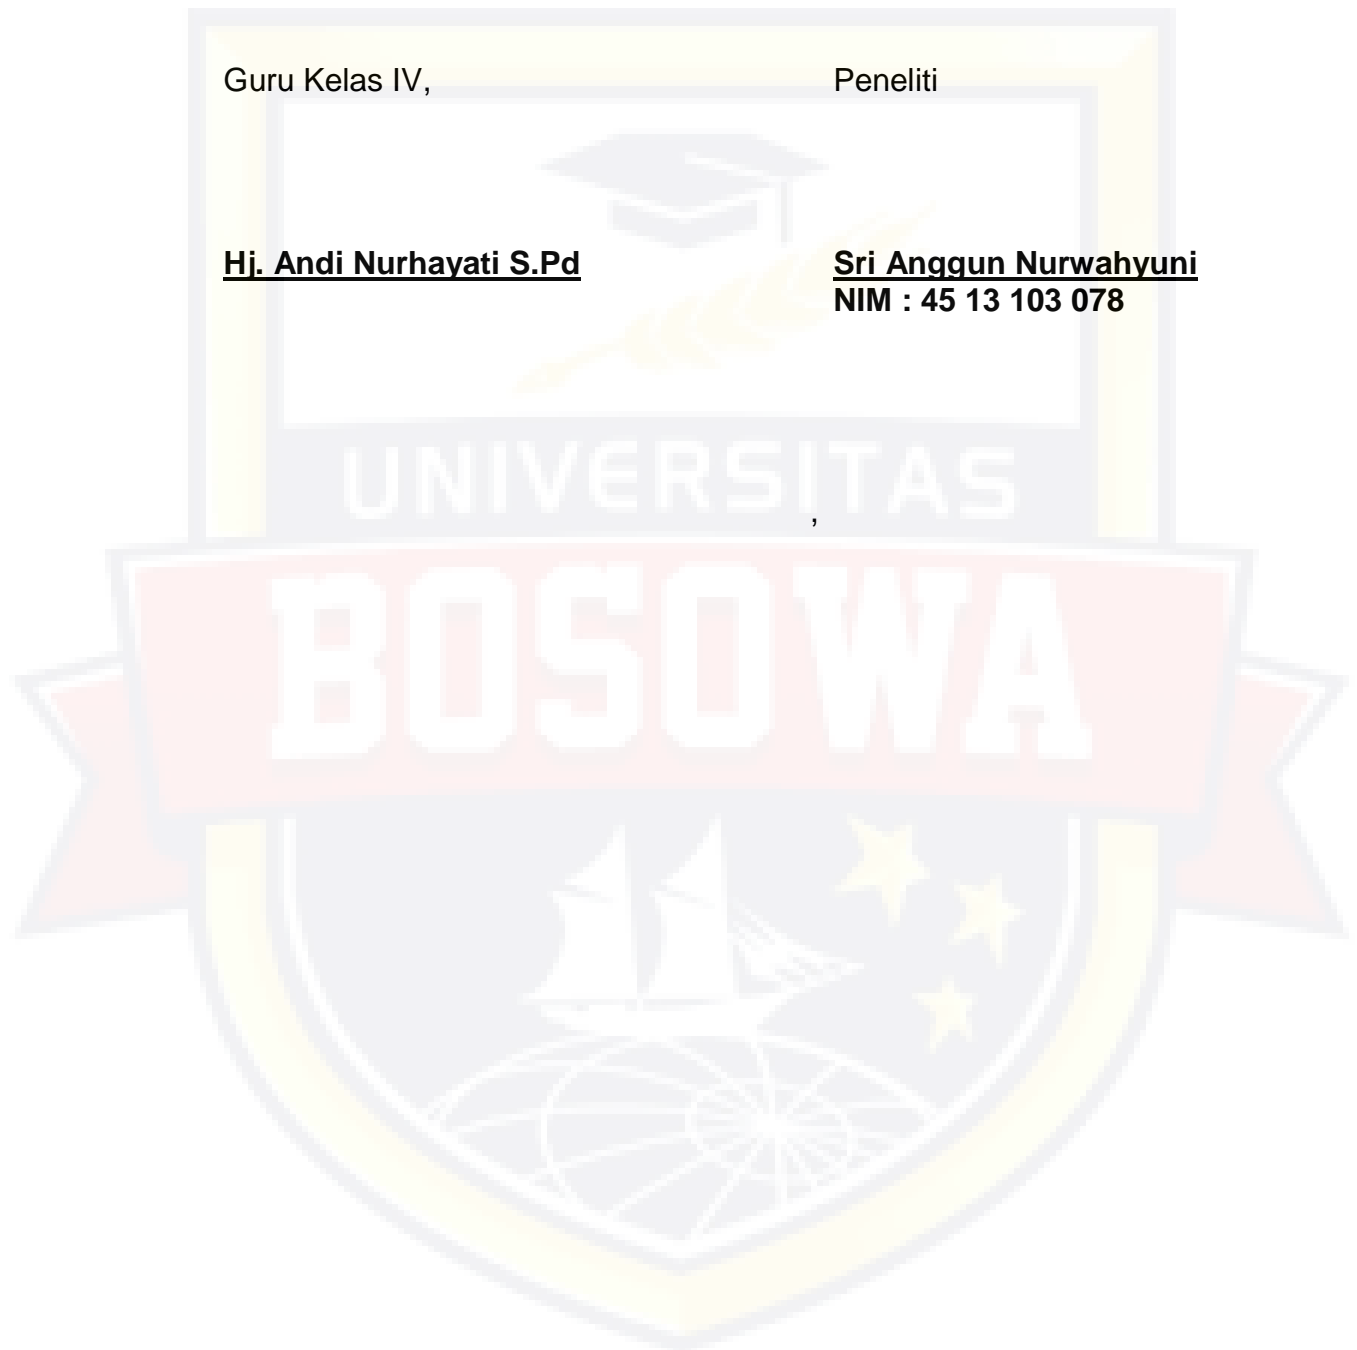 Guru Kelas IV, Peneliti
Hj. Andi Nurhayati S.Pd Sri Anggun Nurwahyuni
NIM : 45 13 103 078
UNIVERSITAS
,
BOSOWA